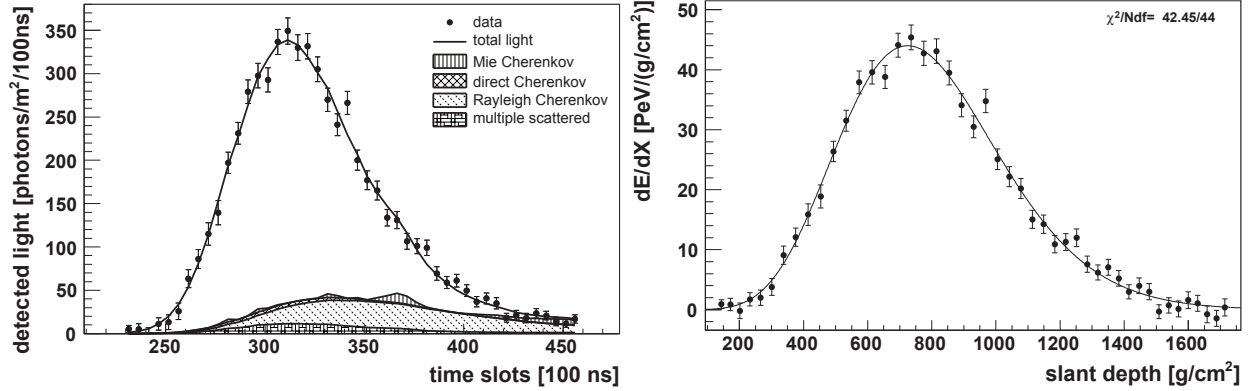 350
300
250
200
150
100
50
0
detected light [photons/m²/100ns]
data
total light
Mie Cherenkov
direct Cherenkov
Rayleigh Cherenkov
multiple scattered
250 300 350 400 450
time slots [100 ns]
50
40
30
20
10
0
dE/dX [PeV/(g/cm²)]
χ²/Ndf= 42.45/44
200 400 600 800 1000 1200 1400 1600
slant depth [g/cm²]